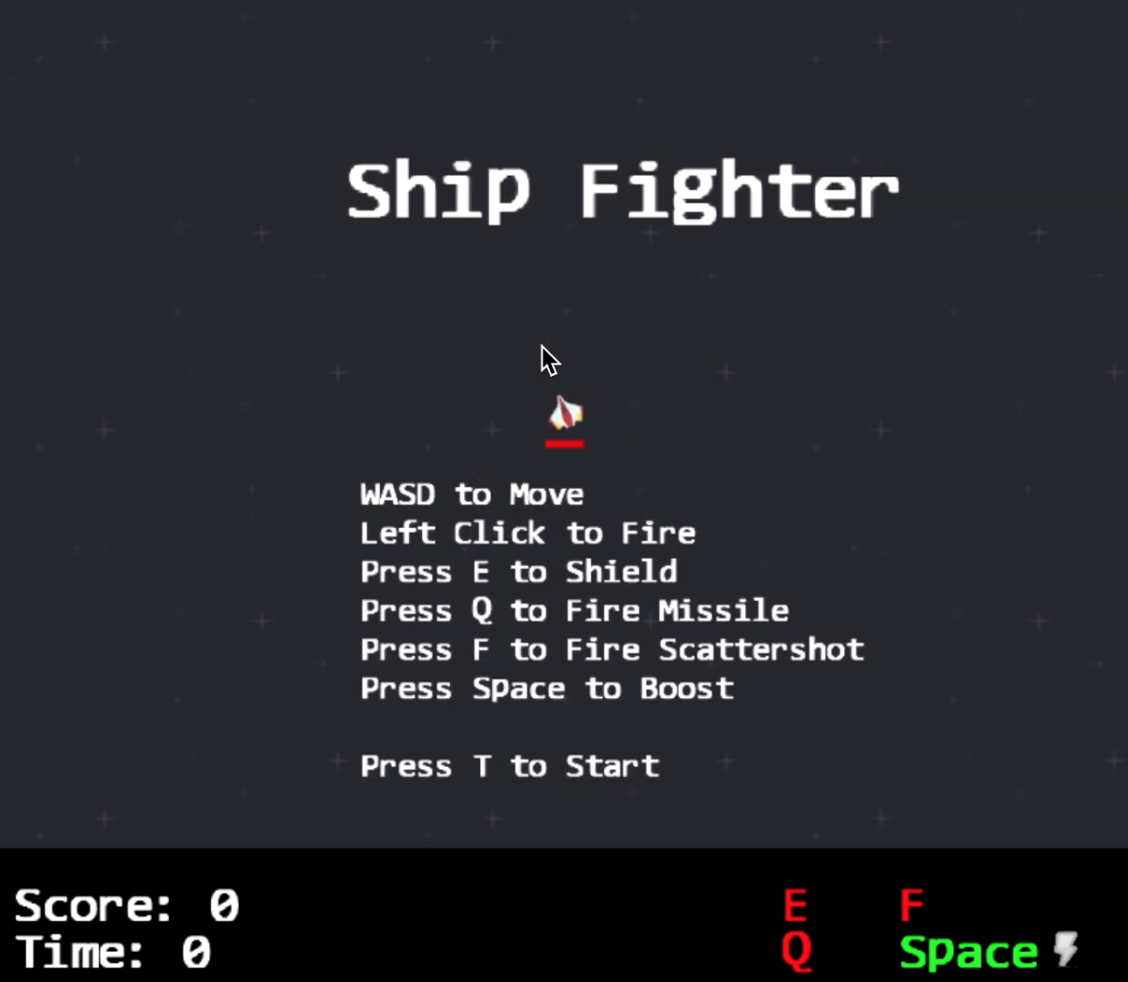 Ship Fighter
WASD to Move
Left Click to Fire
Press E to Shield
Press Q to Fire Missile
Press F to Fire Scattershot
Press Space to Boost
Press T to Start
Score: 0 E F
Time: 0 Q Space